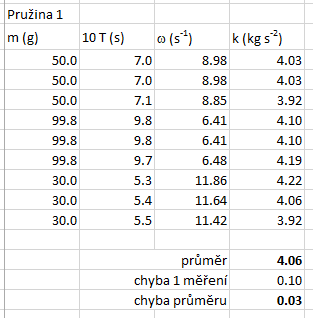 Pružina 1
m (g) 10 T (s) ω (s⁻¹) k (kg s⁻²)
50.0 7.0 8.98 4.03
50.0 7.0 8.98 4.03
50.0 7.1 8.85 3.92
99.8 9.8 6.41 4.10
99.8 9.8 6.41 4.10
99.8 9.7 6.48 4.19
30.0 5.3 11.86 4.22
30.0 5.4 11.64 4.06
30.0 5.5 11.42 3.92
průměr 4.06
chyba 1 měření 0.10
chyba průměru 0.03